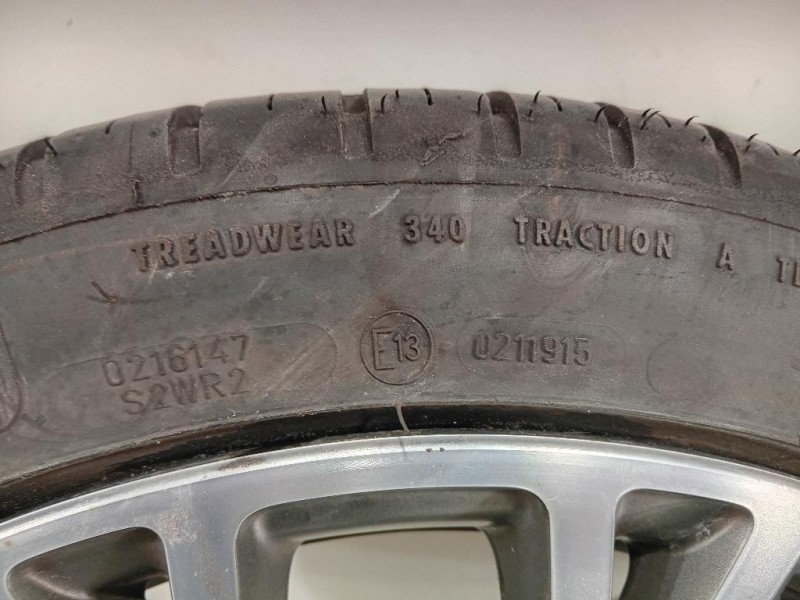 TREADWEAR 340 TRACTION A
0216147 E13 0211915
S2WR2